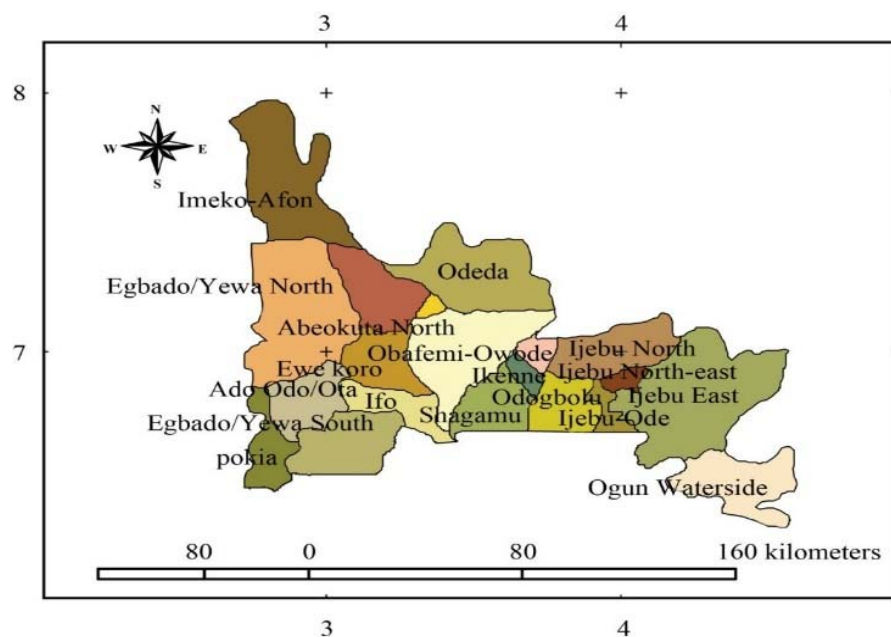 3 4
8
N
W E
S
Imeko-Afon
Odeda
Egbado/Yewa North
Abeokuta North
7 Obafemi-Owode Ijebu North 7
Ewe koro Ikenne Ijebu North-east
Ado Odo/Ota Odogbolu Ijebu East
Ifo
Egbado/Yewa South Shagamu Ijebu-Ode
pokia
Ogun Waterside
80 0 80 160 kilometers
3 4